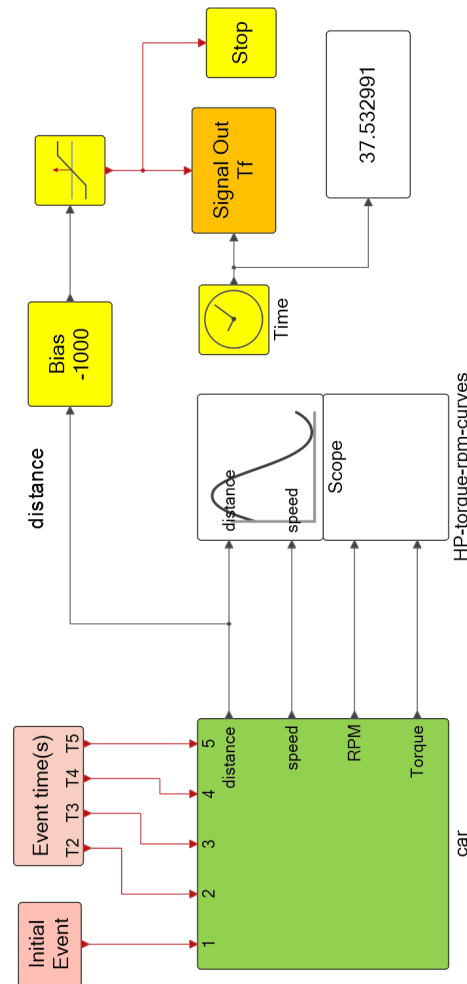 Initial
Event
Event time(s)
T2 T3 T4 T5
1 2 3 4 5
distance
speed
RPM
Torque
car
distance
Bias
-1000
distance
speed
Scope
HP-torque-rpm-curves
Time
Signal Out
Tf
Stop
37.532991